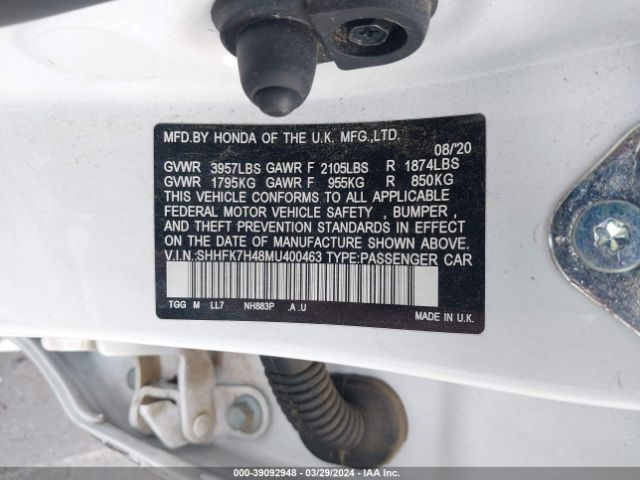 MFD.BY HONDA OF THE U.K. MFG.,LTD.
08/'20
GVWR 3957LBS GAWR F 2105LBS R 1874LBS
GVWR 1795KG GAWR F 955KG R 850KG
THIS VEHICLE CONFORMS TO ALL APPLICABLE
FEDERAL MOTOR VEHICLE SAFETY , BUMPER ,
AND THEFT PREVENTION STANDARDS IN EFFECT
ON THE DATE OF MANUFACTURE SHOWN ABOVE.
V.I.N.:SHHFK7H48MU400463 TYPE:PASSENGER CAR
TGG M LL7 NH883P .A .U
MADE IN U.K.
000-39092948 - 03/29/2024 - IAA Inc.